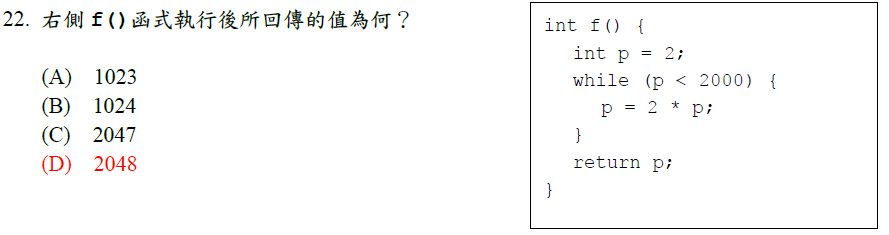 22. 右側 f()函式執行後所回傳的值為何？
(A) 1023
(B) 1024
(C) 2047
(D) 2048
int f() {
int p = 2;
while (p < 2000) {
p = 2 * p;
}
return p;
}